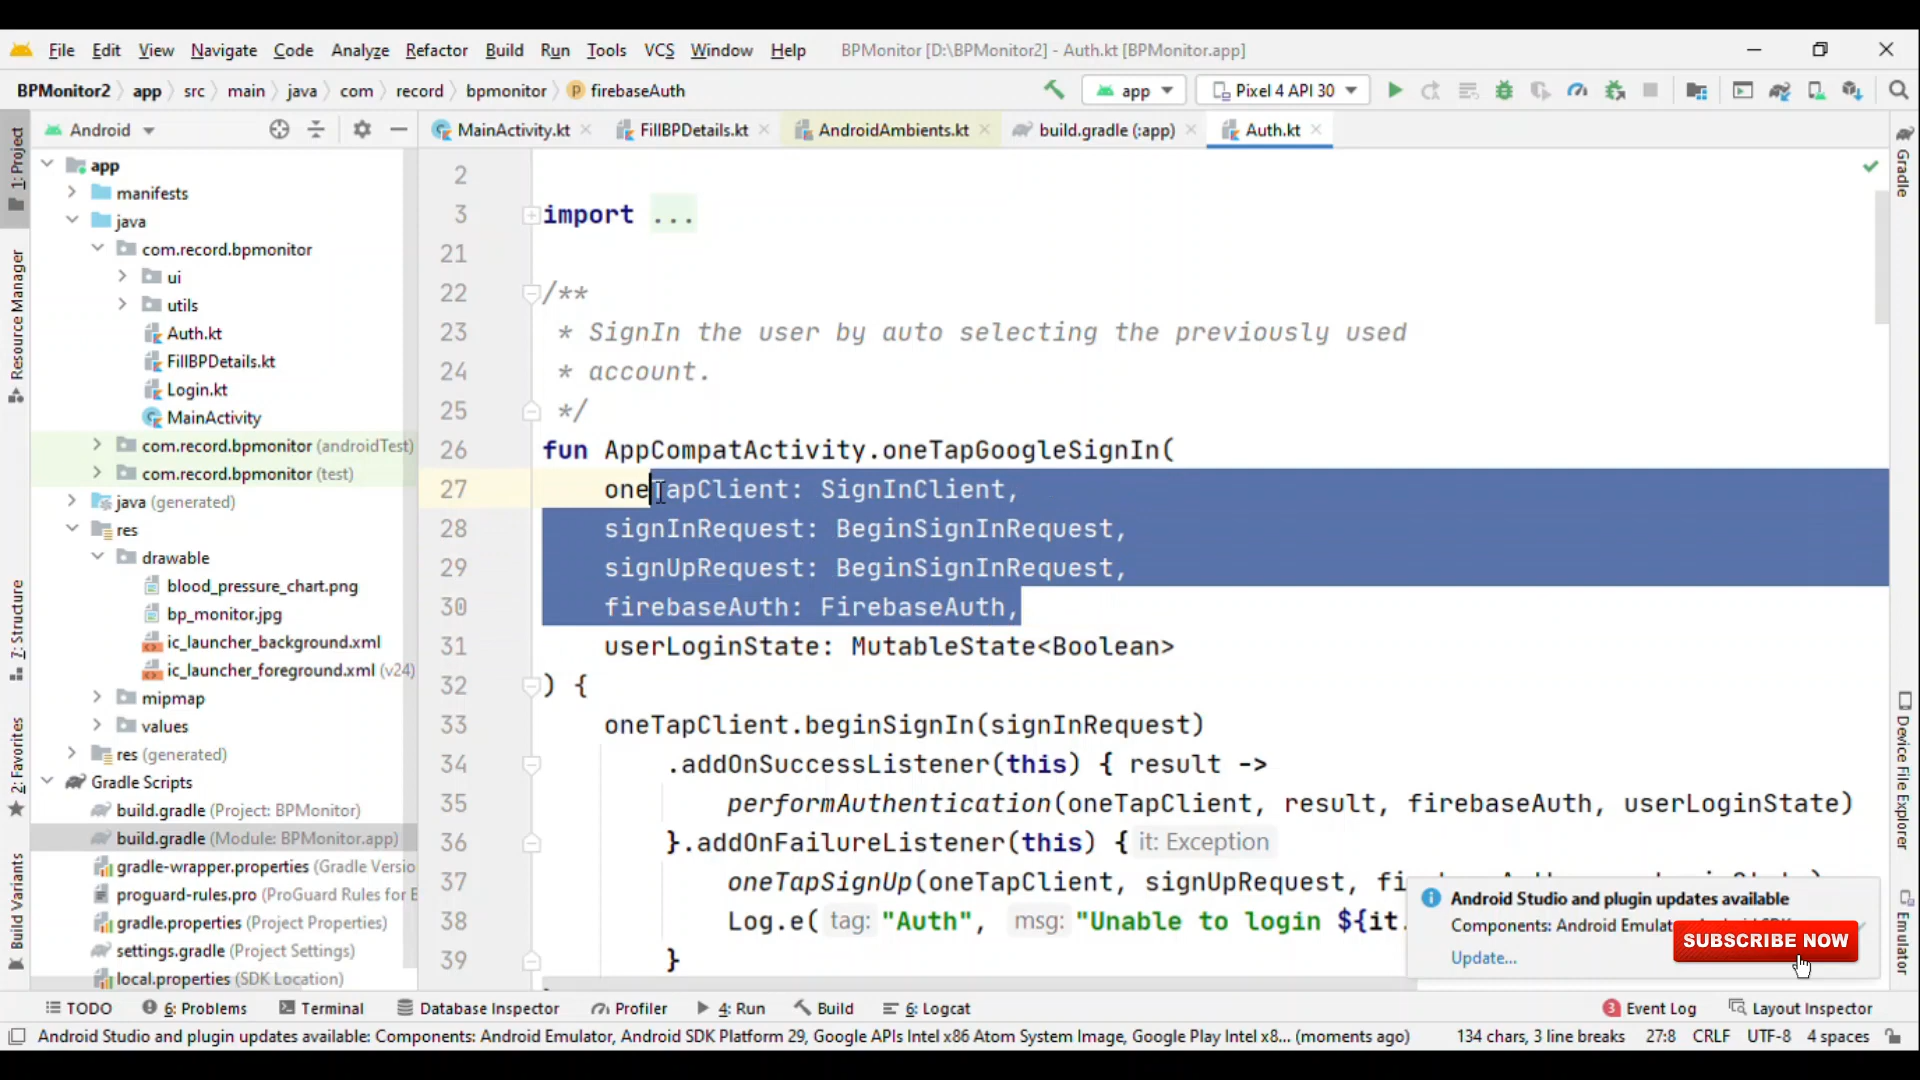 File Edit View Navigate Code Analyze Refactor Build Run Tools VCS Window Help BPMonitor [D:\BPMonitor2] - Auth.kt [BPMonitor.app]
BPMonitor2 app src main java com record bpmonitor firebaseAuth app Pixel 4 API 30
Android MainActivity.kt FillBPDetails.kt AndroidAmbients.kt build.gradle (:app) Auth.kt
1: Project
Resource Manager
7: Structure
2: Favorites
Build Variants
app
manifests
java
com.record.bpmonitor
ui
utils
Auth.kt
FillBPDetails.kt
Login.kt
MainActivity
com.record.bpmonitor (androidTest)
com.record.bpmonitor (test)
java (generated)
res
drawable
blood_pressure_chart.png
bp_monitor.jpg
ic_launcher_background.xml
ic_launcher_foreground.xml (v24)
mipmap
values
res (generated)
Gradle Scripts
build.gradle (Project: BPMonitor)
build.gradle (Module: BPMonitor.app)
gradle-wrapper.properties (Gradle Versio
proguard-rules.pro (ProGuard Rules for
gradle.properties (Project Properties)
settings.gradle (Project Settings)
local.properties (SDK Location)
2
3 import ...
21
22 /**
23 * SignIn the user by auto selecting the previously used
24 * account.
25 */
26 fun AppCompatActivity.oneTapGoogleSignIn(
27 oneTapClient: SignInClient,
28 signInRequest: BeginSignInRequest,
29 signUpRequest: BeginSignInRequest,
30 firebaseAuth: FirebaseAuth,
31 userLoginState: MutableState<Boolean>
32 ) {
33 oneTapClient.beginSignIn(signInRequest)
34 .addOnSuccessListener(this) { result ->
35 performAuthentication(oneTapClient, result, firebaseAuth, userLoginState)
36 }.addOnFailureListener(this) { it: Exception
37 oneTapSignUp(oneTapClient, signUpRequest,
38 Log.e( tag: "Auth", msg: "Unable to login ${it.
39 }
Gradle
Device File Explorer
Emulator
Android Studio and plugin updates available
Components: Android Emulat
Update...
SUBSCRIBE NOW
TODO 6: Problems Terminal Database Inspector Profiler 4: Run Build 6: Logcat 3 Event Log Layout Inspector
Android Studio and plugin updates available: Components: Android Emulator, Android SDK Platform 29, Google APIs Intel x86 Atom System Image, Google Play Intel x8... (moments ago) 134 chars, 3 line breaks 27:8 CRLF UTF-8 4 spaces